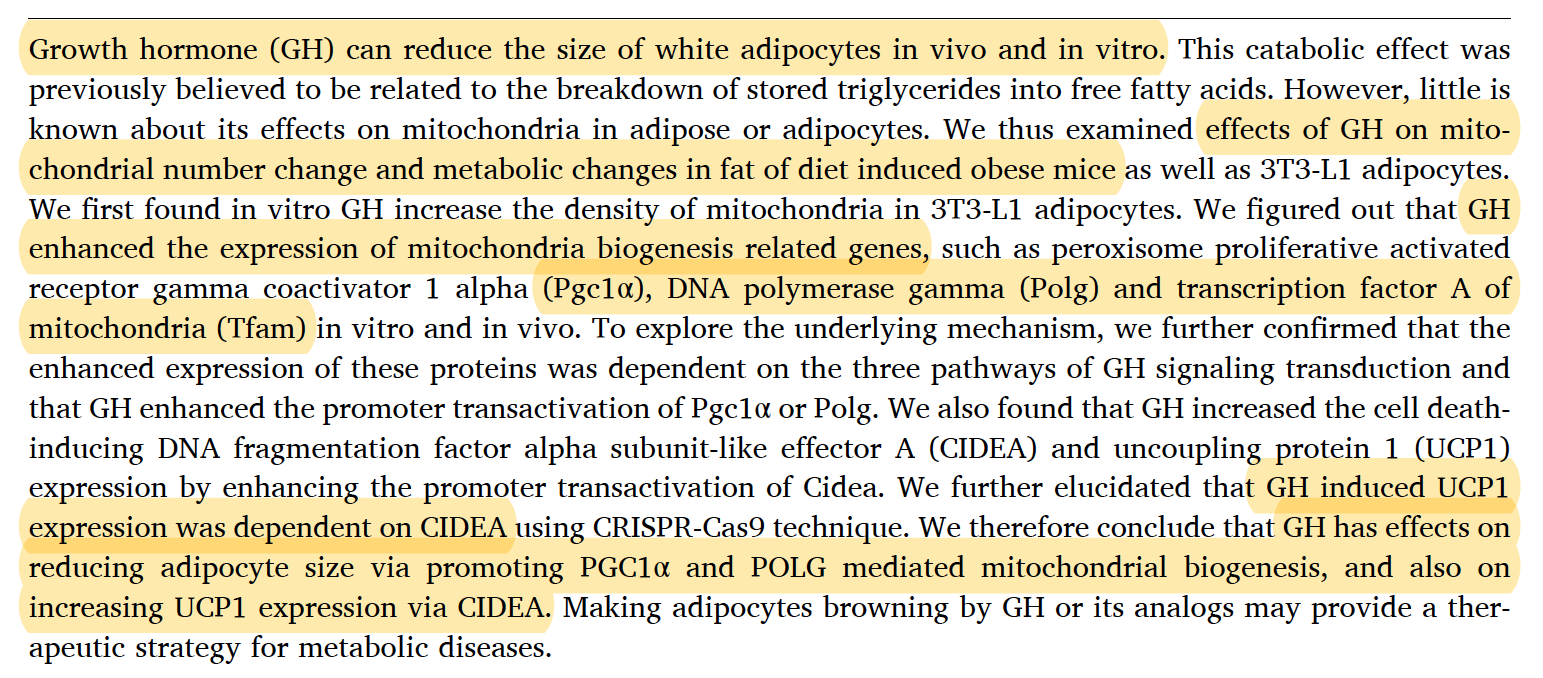 Growth hormone (GH) can reduce the size of white adipocytes in vivo and in vitro. This catabolic effect was
previously believed to be related to the breakdown of stored triglycerides into free fatty acids. However, little is
known about its effects on mitochondria in adipose or adipocytes. We thus examined effects of GH on mito-
chondrial number change and metabolic changes in fat of diet induced obese mice as well as 3T3-L1 adipocytes.
We first found in vitro GH increase the density of mitochondria in 3T3-L1 adipocytes. We figured out that GH
enhanced the expression of mitochondria biogenesis related genes, such as peroxisome proliferative activated
receptor gamma coactivator 1 alpha (Pgc1α), DNA polymerase gamma (Polg) and transcription factor A of
mitochondria (Tfam) in vitro and in vivo. To explore the underlying mechanism, we further confirmed that the
enhanced expression of these proteins was dependent on the three pathways of GH signaling transduction and
that GH enhanced the promoter transactivation of Pgc1α or Polg. We also found that GH increased the cell death-
inducing DNA fragmentation factor alpha subunit-like effector A (CIDEA) and uncoupling protein 1 (UCP1)
expression by enhancing the promoter transactivation of Cidea. We further elucidated that GH induced UCP1
expression was dependent on CIDEA using CRISPR-Cas9 technique. We therefore conclude that GH has effects on
reducing adipocyte size via promoting PGC1α and POLG mediated mitochondrial biogenesis, and also on
increasing UCP1 expression via CIDEA. Making adipocytes browning by GH or its analogs may provide a ther-
apeutic strategy for metabolic diseases.